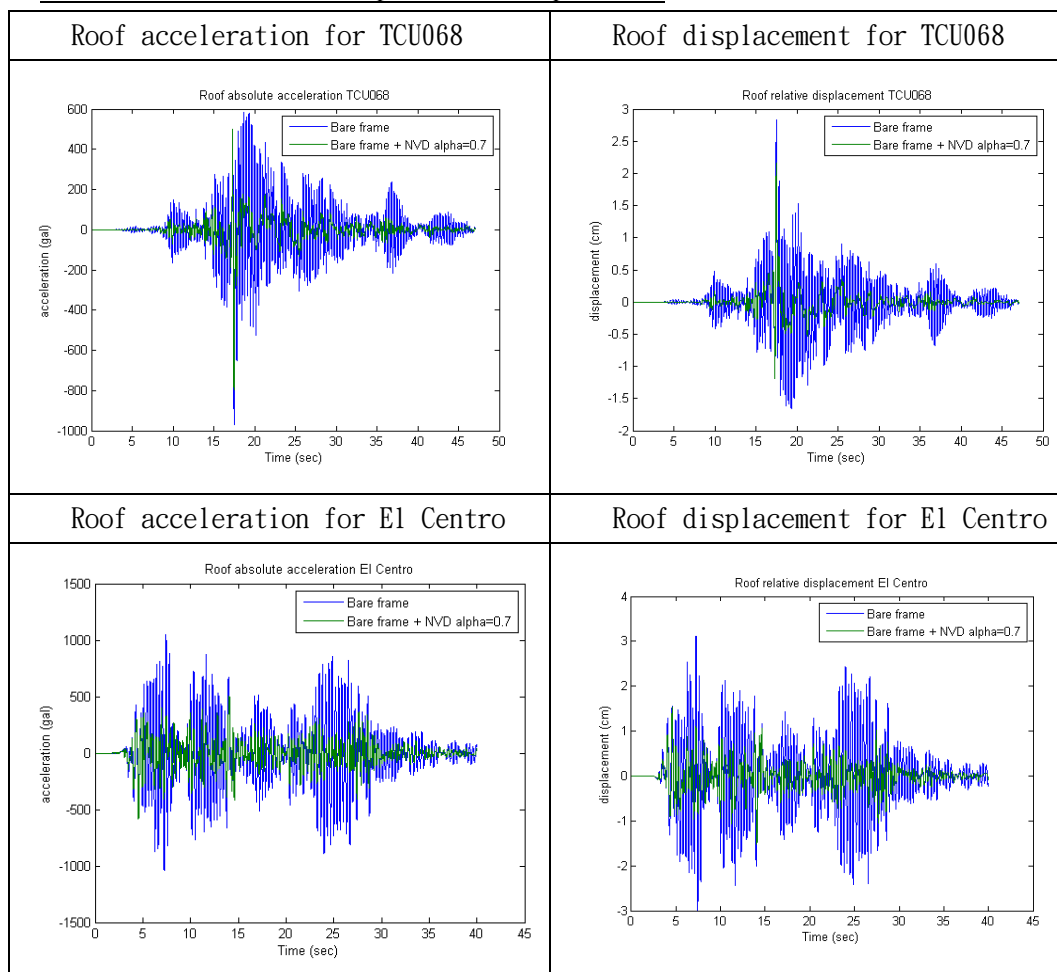 Roof acceleration for TCU068
Roof displacement for TCU068
Roof absolute acceleration TCU068
Bare frame
Bare frame + NVD alpha=0.7
600
400
200
0
-200
-400
-600
-800
-1000
acceleration (gal)
0 5 10 15 20 25 30 35 40 45 50
Time (sec)
Roof relative displacement TCU068
Bare frame
Bare frame + NVD alpha=0.7
3
2.5
2
1.5
1
0.5
0
-0.5
-1
-1.5
-2
displacement (cm)
0 5 10 15 20 25 30 35 40 45 50
Time (sec)
Roof acceleration for El Centro
Roof displacement for El Centro
Roof absolute acceleration El Centro
Bare frame
Bare frame + NVD alpha=0.7
1500
1000
500
0
-500
-1000
-1500
acceleration (gal)
0 5 10 15 20 25 30 35 40 45
Time (sec)
Roof relative displacement El Centro
Bare frame
Bare frame + NVD alpha=0.7
4
3
2
1
0
-1
-2
-3
displacement (cm)
0 5 10 15 20 25 30 35 40 45
Time (sec)